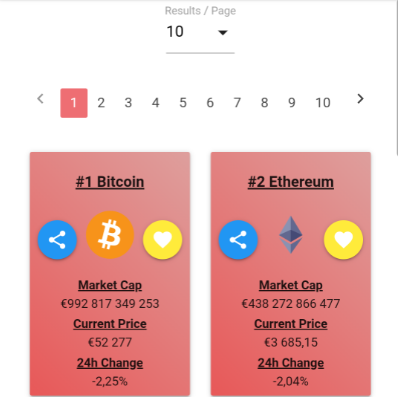 Results / Page
10
1 2 3 4 5 6 7 8 9 10
#1 Bitcoin
Market Cap
€992 817 349 253
Current Price
€52 277
24h Change
-2,25%
#2 Ethereum
Market Cap
€438 272 866 477
Current Price
€3 685,15
24h Change
-2,04%